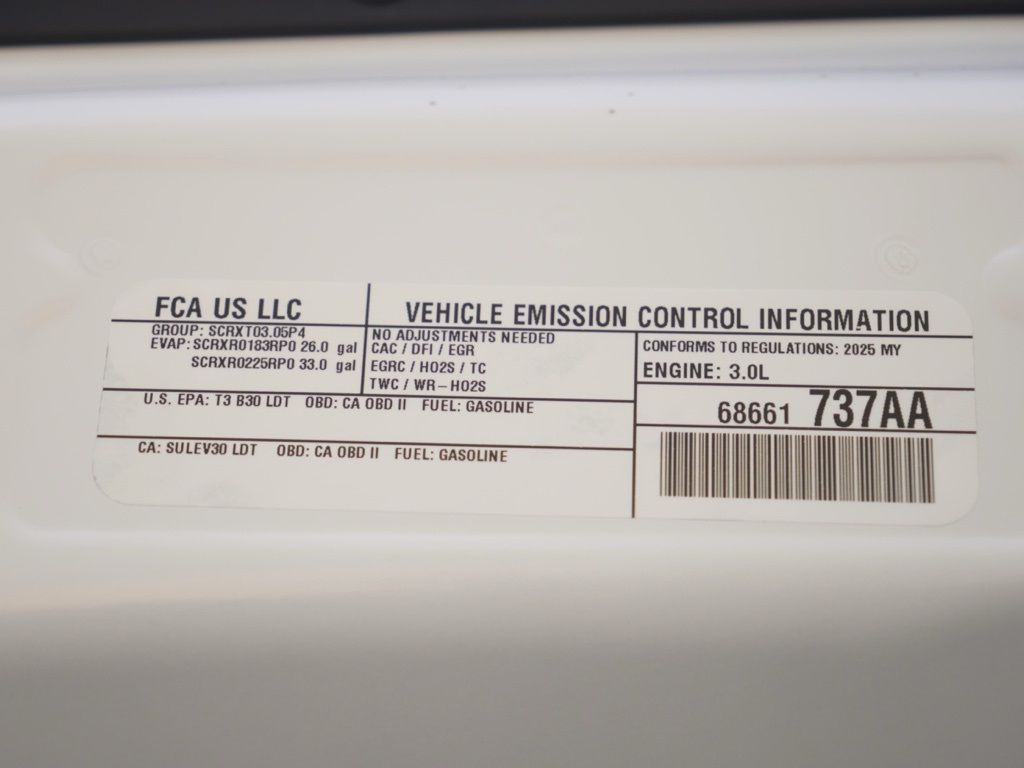 FCA US LLC
VEHICLE EMISSION CONTROL INFORMATION
GROUP: SCRXT03.05P4
EVAP: SCRXR0183RP0 26.0 gal
SCRXR0225RP0 33.0 gal
NO ADJUSTMENTS NEEDED
CAC / DFI / EGR
EGRC / HO2S / TC
TWC / WR-HO2S
CONFORMS TO REGULATIONS: 2025 MY
ENGINE: 3.0L
U.S. EPA: T3 B30 LDT OBD: CA OBD II FUEL: GASOLINE
68661 737AA
CA: SULEV30 LDT OBD: CA OBD II FUEL: GASOLINE